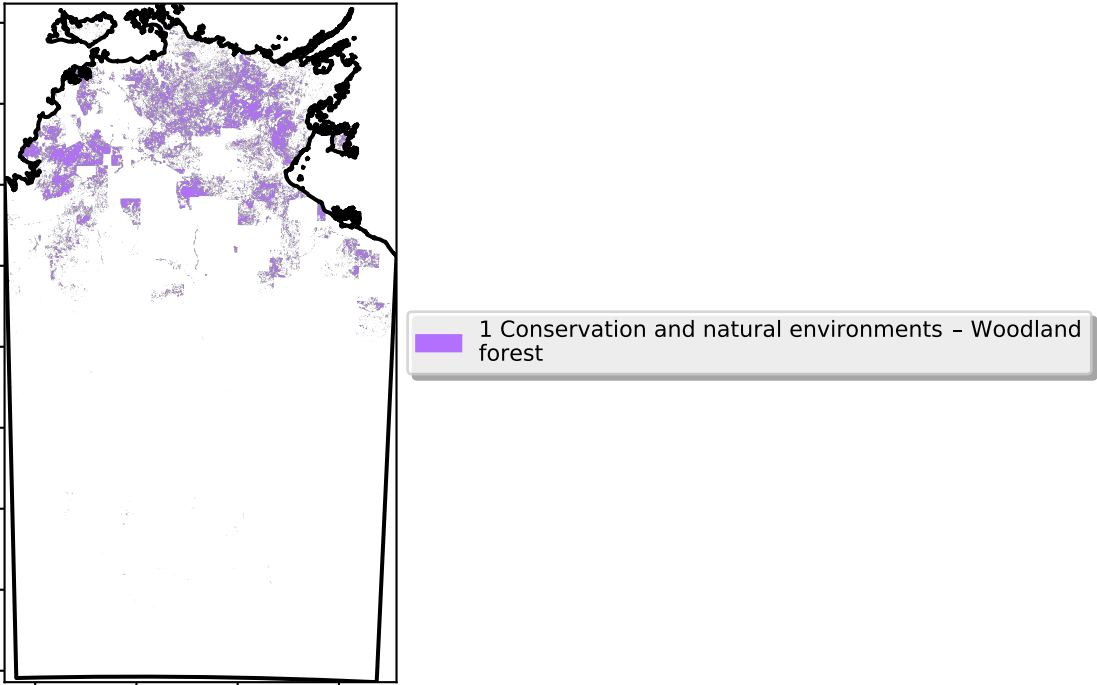 1 Conservation and natural environments – Woodland
forest